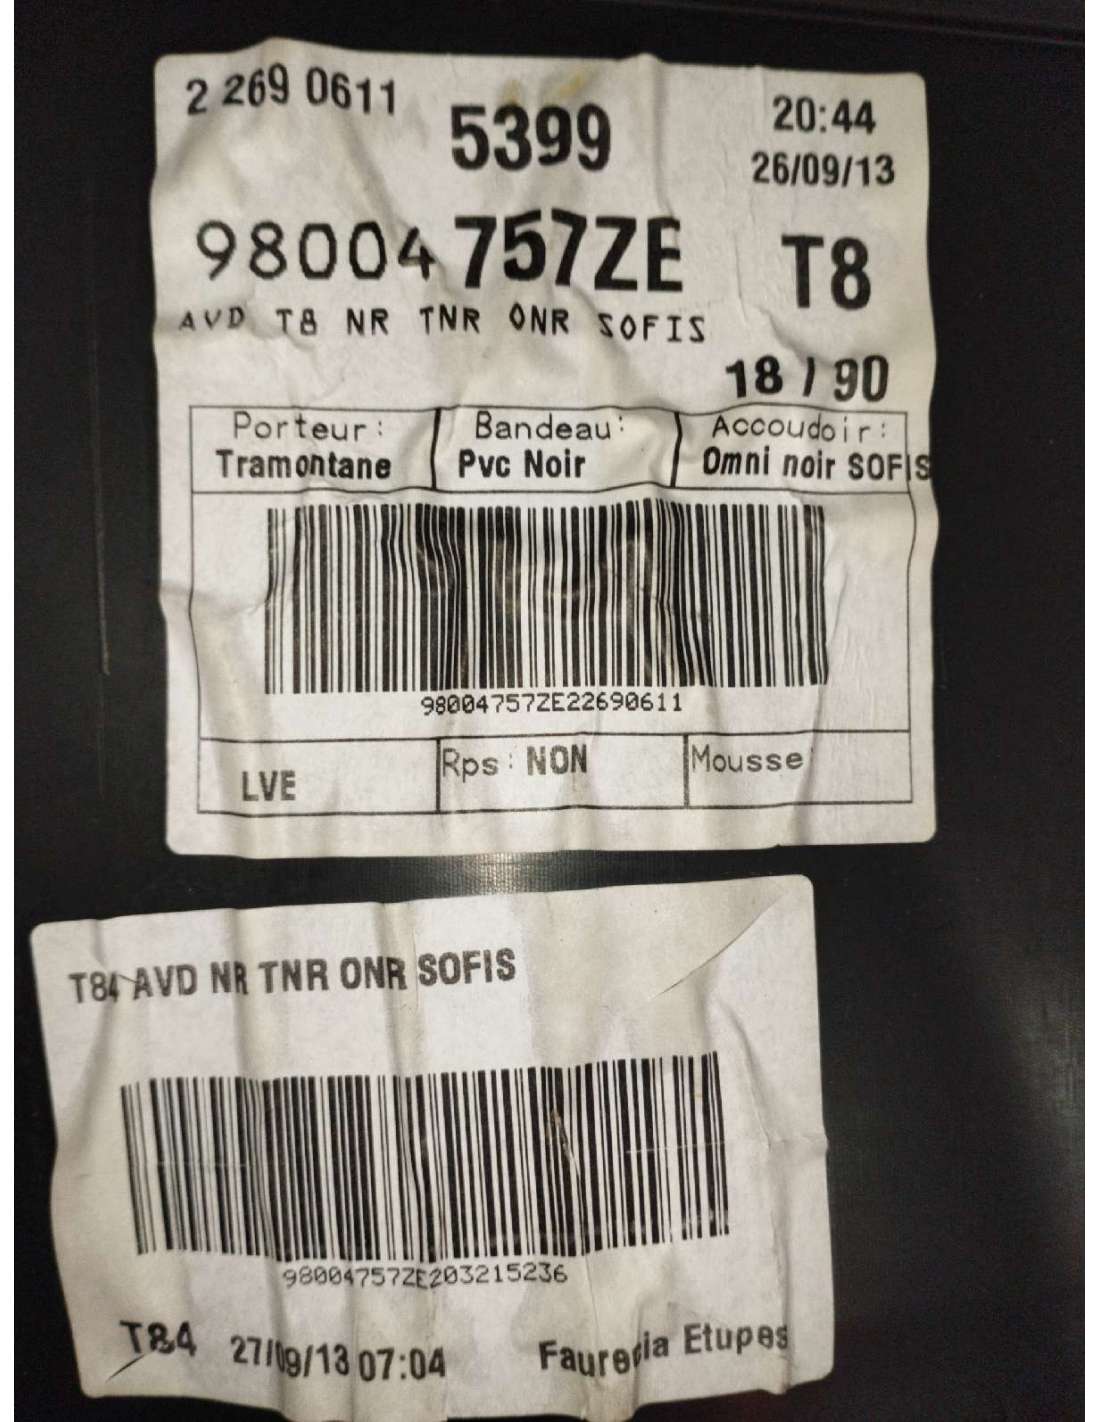 2 269 0611
5399
20:44
26/09/13
98004757ZE
T8
AVD T8 NR TNR ONR SOFIS
18 / 90
Porteur: Bandeau: Accoudoir:
Tramontane Pvc Noir Omni noir SOFIS
98004757ZE22690611
LVE Rps: NON Mousse
T84 AVD NR TNR ONR SOFIS
98004757ZE203215236
T84 27/09/13 07:04 Faurecia Etupes